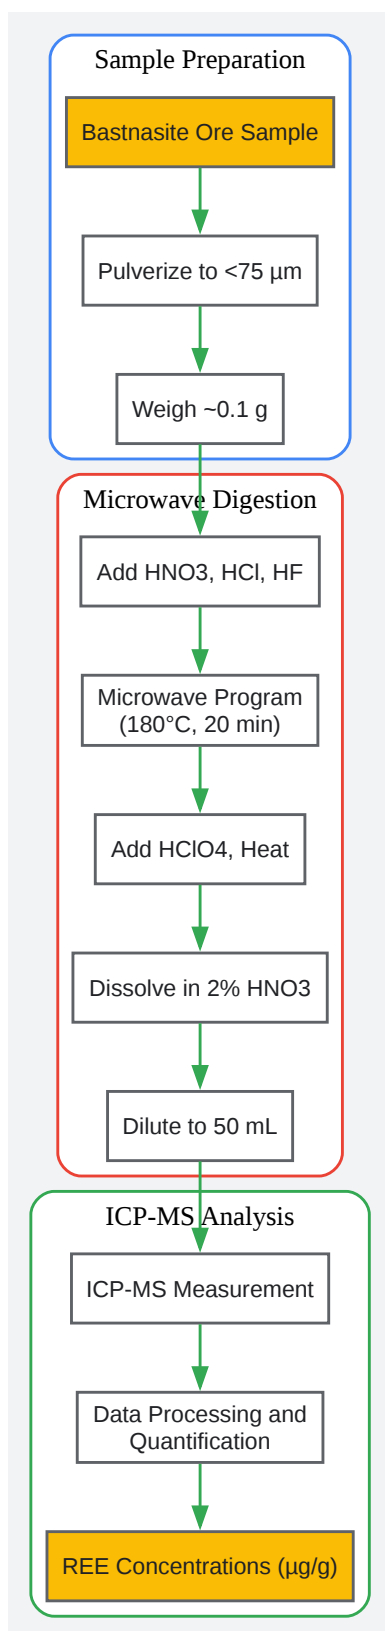 Sample Preparation
Bastnasite Ore Sample
Pulverize to <75 µm
Weigh ~0.1 g
Microwave Digestion
Add HNO3, HCl, HF
Microwave Program
(180°C, 20 min)
Add HClO4, Heat
Dissolve in 2% HNO3
Dilute to 50 mL
ICP-MS Analysis
ICP-MS Measurement
Data Processing and
Quantification
REE Concentrations (µg/g)